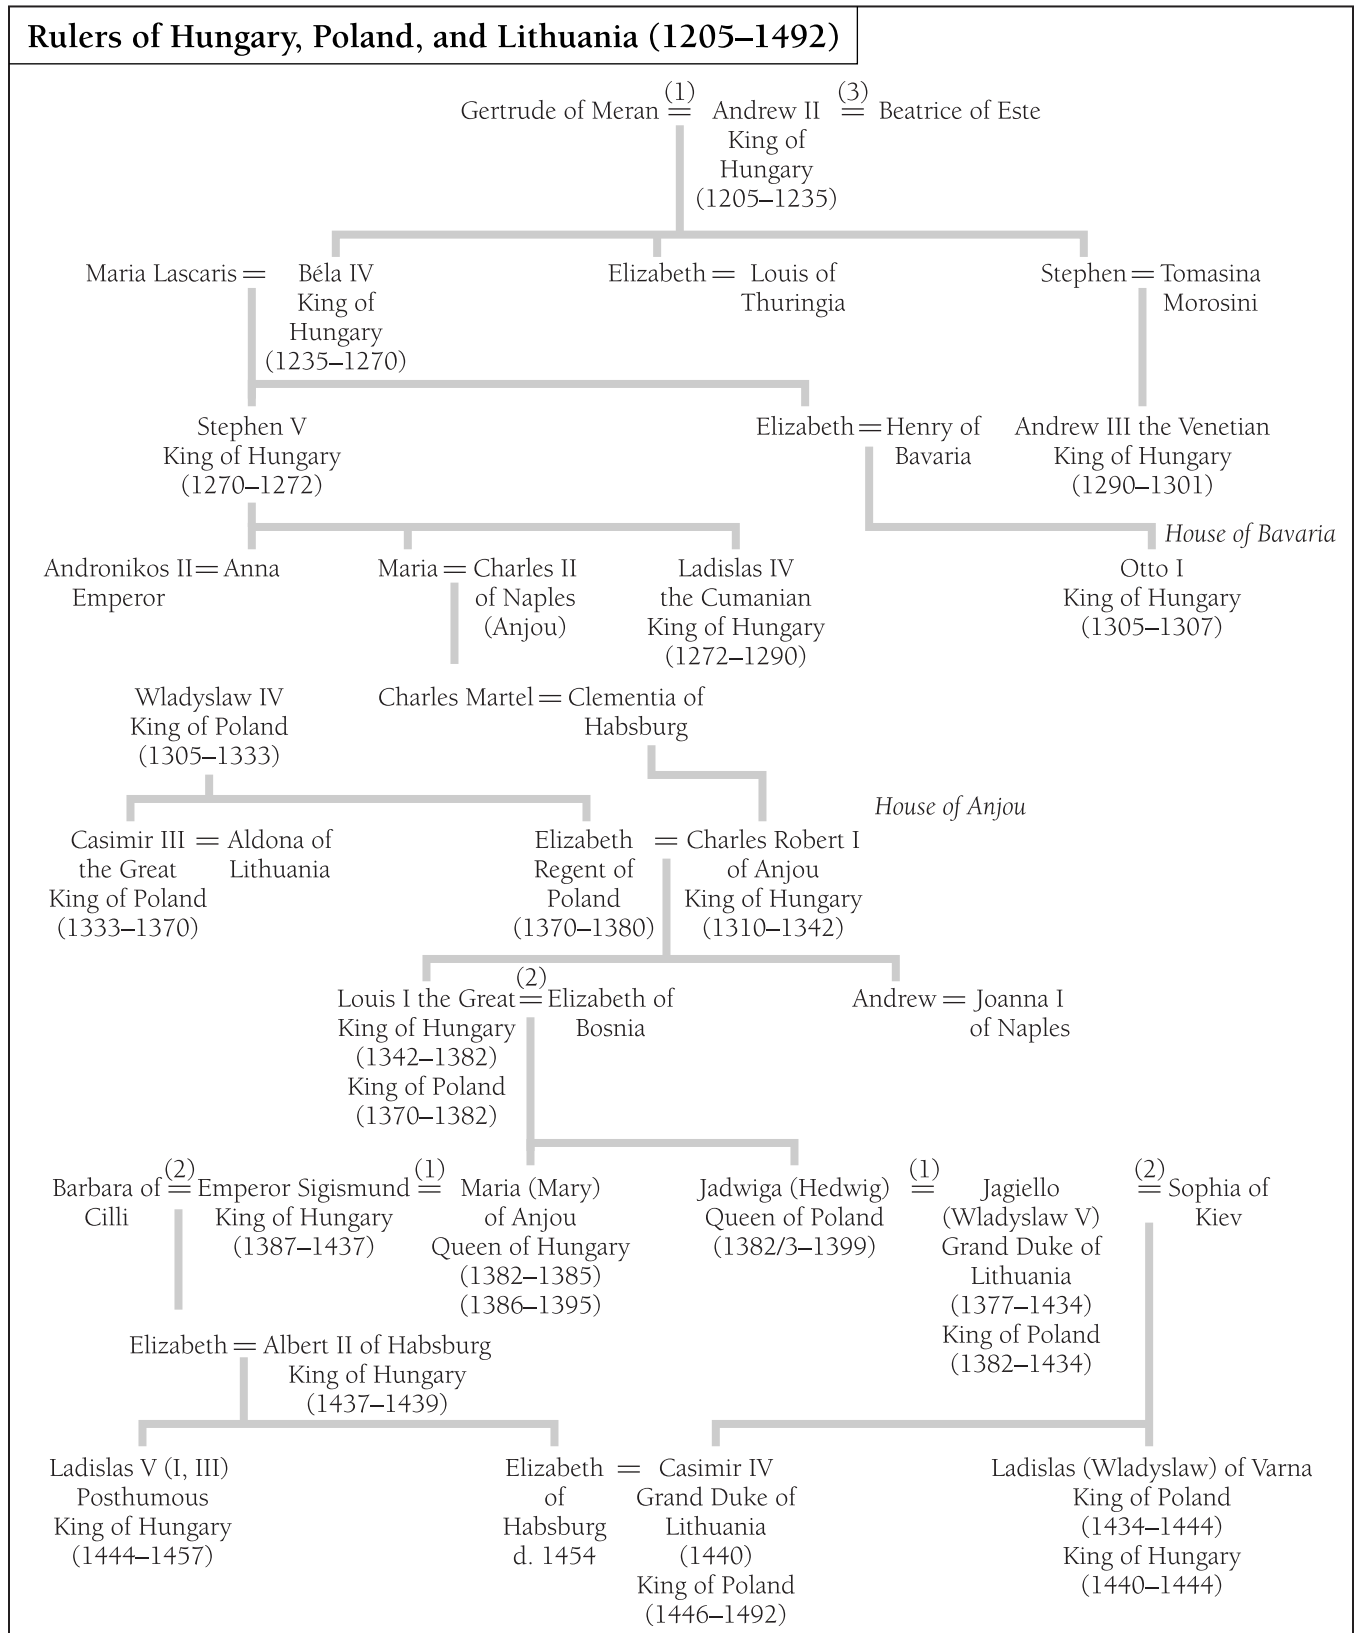 Rulers of Hungary, Poland, and Lithuania (1205–1492)
Gertrude of Meran = (1) Andrew II = (3) Beatrice of Este
King of
Hungary
(1205–1235)
Maria Lascaris = Béla IV
King of
Hungary
(1235–1270)
Elizabeth = Louis of
Thuringia
Stephen = Tomasina
Morosini
Stephen V
King of Hungary
(1270–1272)
Elizabeth = Henry of
Bavaria
Andrew III the Venetian
King of Hungary
(1290–1301)
House of Bavaria
Andronikos II = Anna
Emperor
Maria = Charles II
of Naples
(Anjou)
Ladislas IV
the Cumanian
King of Hungary
(1272–1290)
Otto I
King of Hungary
(1305–1307)
Wladyslaw IV
King of Poland
(1305–1333)
Charles Martel = Clementia of
Habsburg
House of Anjou
Casimir III = Aldona of
the Great Lithuania
King of Poland
(1333–1370)
Elizabeth = Charles Robert I
Regent of of Anjou
Poland King of Hungary
(1370–1380) (1310–1342)
Louis I the Great = (2) Elizabeth of
King of Hungary Bosnia
(1342–1382)
King of Poland
(1370–1382)
Andrew = Joanna I
of Naples
Barbara of = (2) Emperor Sigismund = (1) Maria (Mary)
Cilli King of Hungary of Anjou
(1387–1437) Queen of Hungary
(1382–1385)
(1386–1395)
Jadwiga (Hedwig) = (1) Jagiello = (2) Sophia of
Queen of Poland (Wladyslaw V) Kiev
(1382/3–1399) Grand Duke of
Lithuania
(1377–1434)
King of Poland
(1382–1434)
Elizabeth = Albert II of Habsburg
King of Hungary
(1437–1439)
Ladislas V (I, III)
Posthumous
King of Hungary
(1444–1457)
Elizabeth = Casimir IV
of Grand Duke of
Habsburg Lithuania
d. 1454 (1440)
King of Poland
(1446–1492)
Ladislas (Wladyslaw) of Varna
King of Poland
(1434–1444)
King of Hungary
(1440–1444)